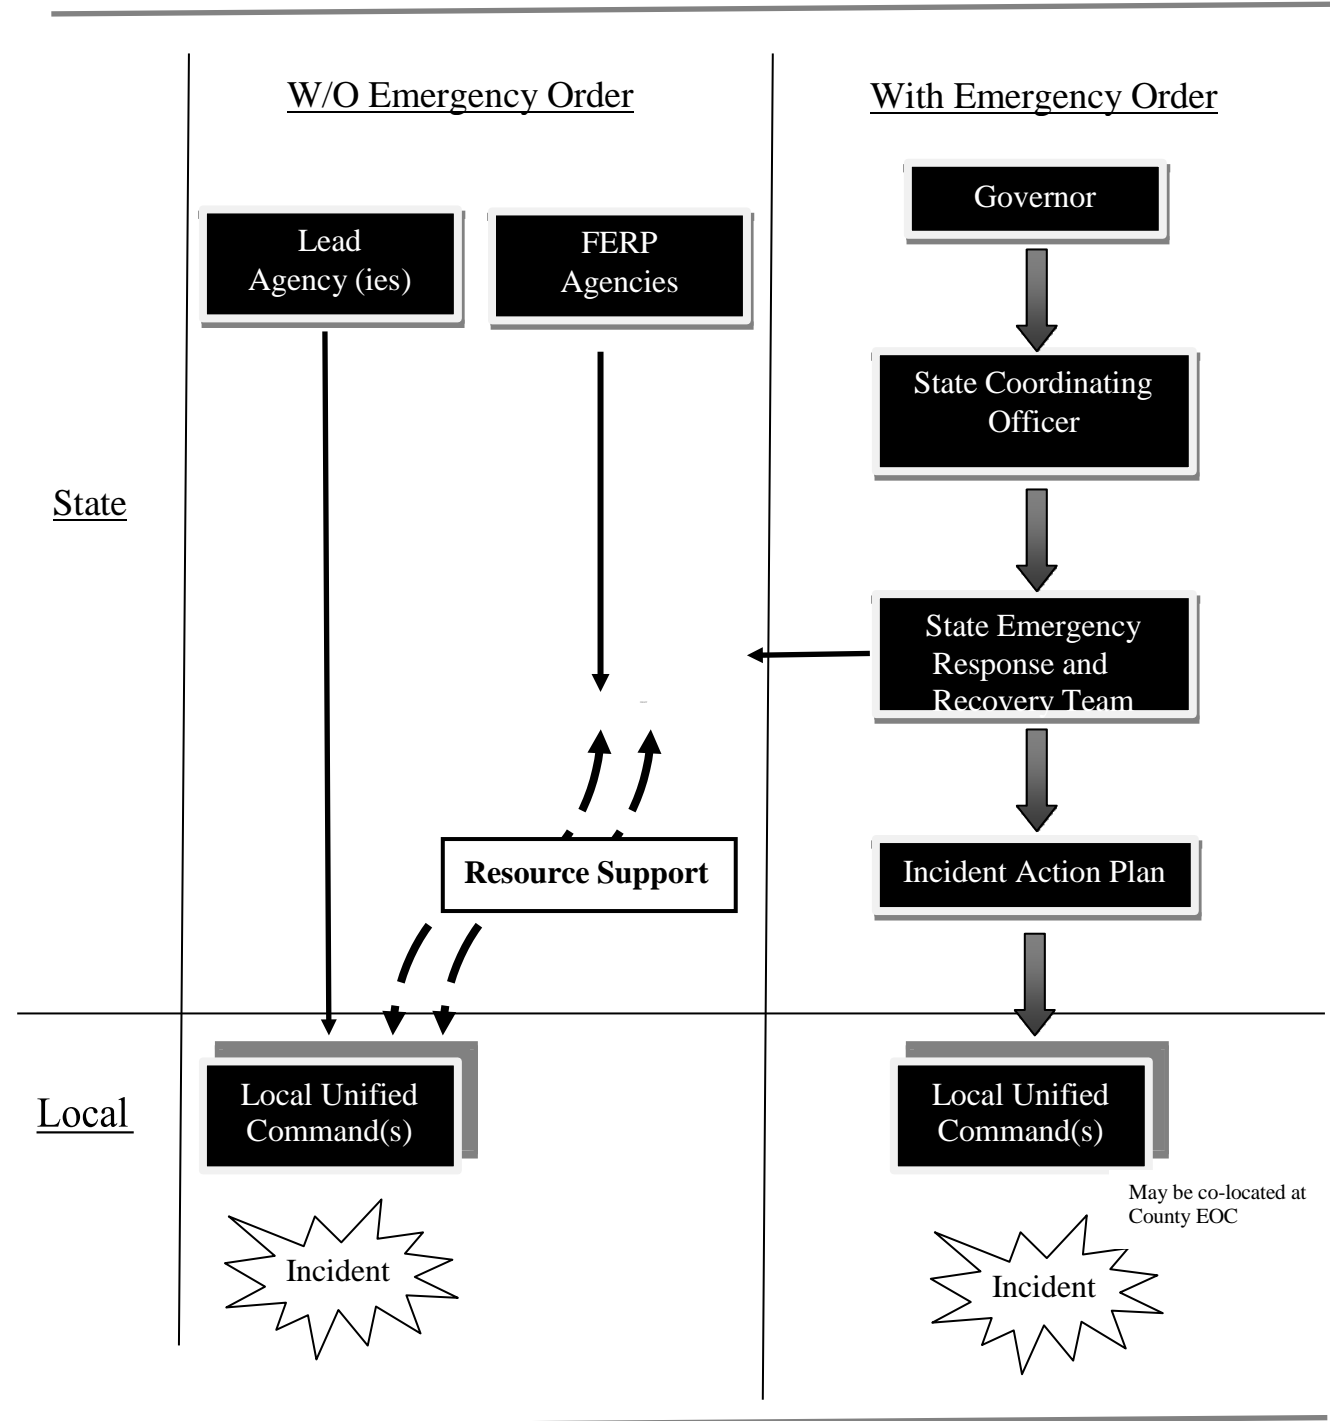 W/O Emergency Order
With Emergency Order
Governor
Lead
Agency (ies)
FERP
Agencies
State Coordinating
Officer
State
State Emergency
Response and
Recovery Team
Resource Support
Incident Action Plan
Local
Local Unified
Command(s)
Local Unified
Command(s)
May be co-located at
County EOC
Incident
Incident